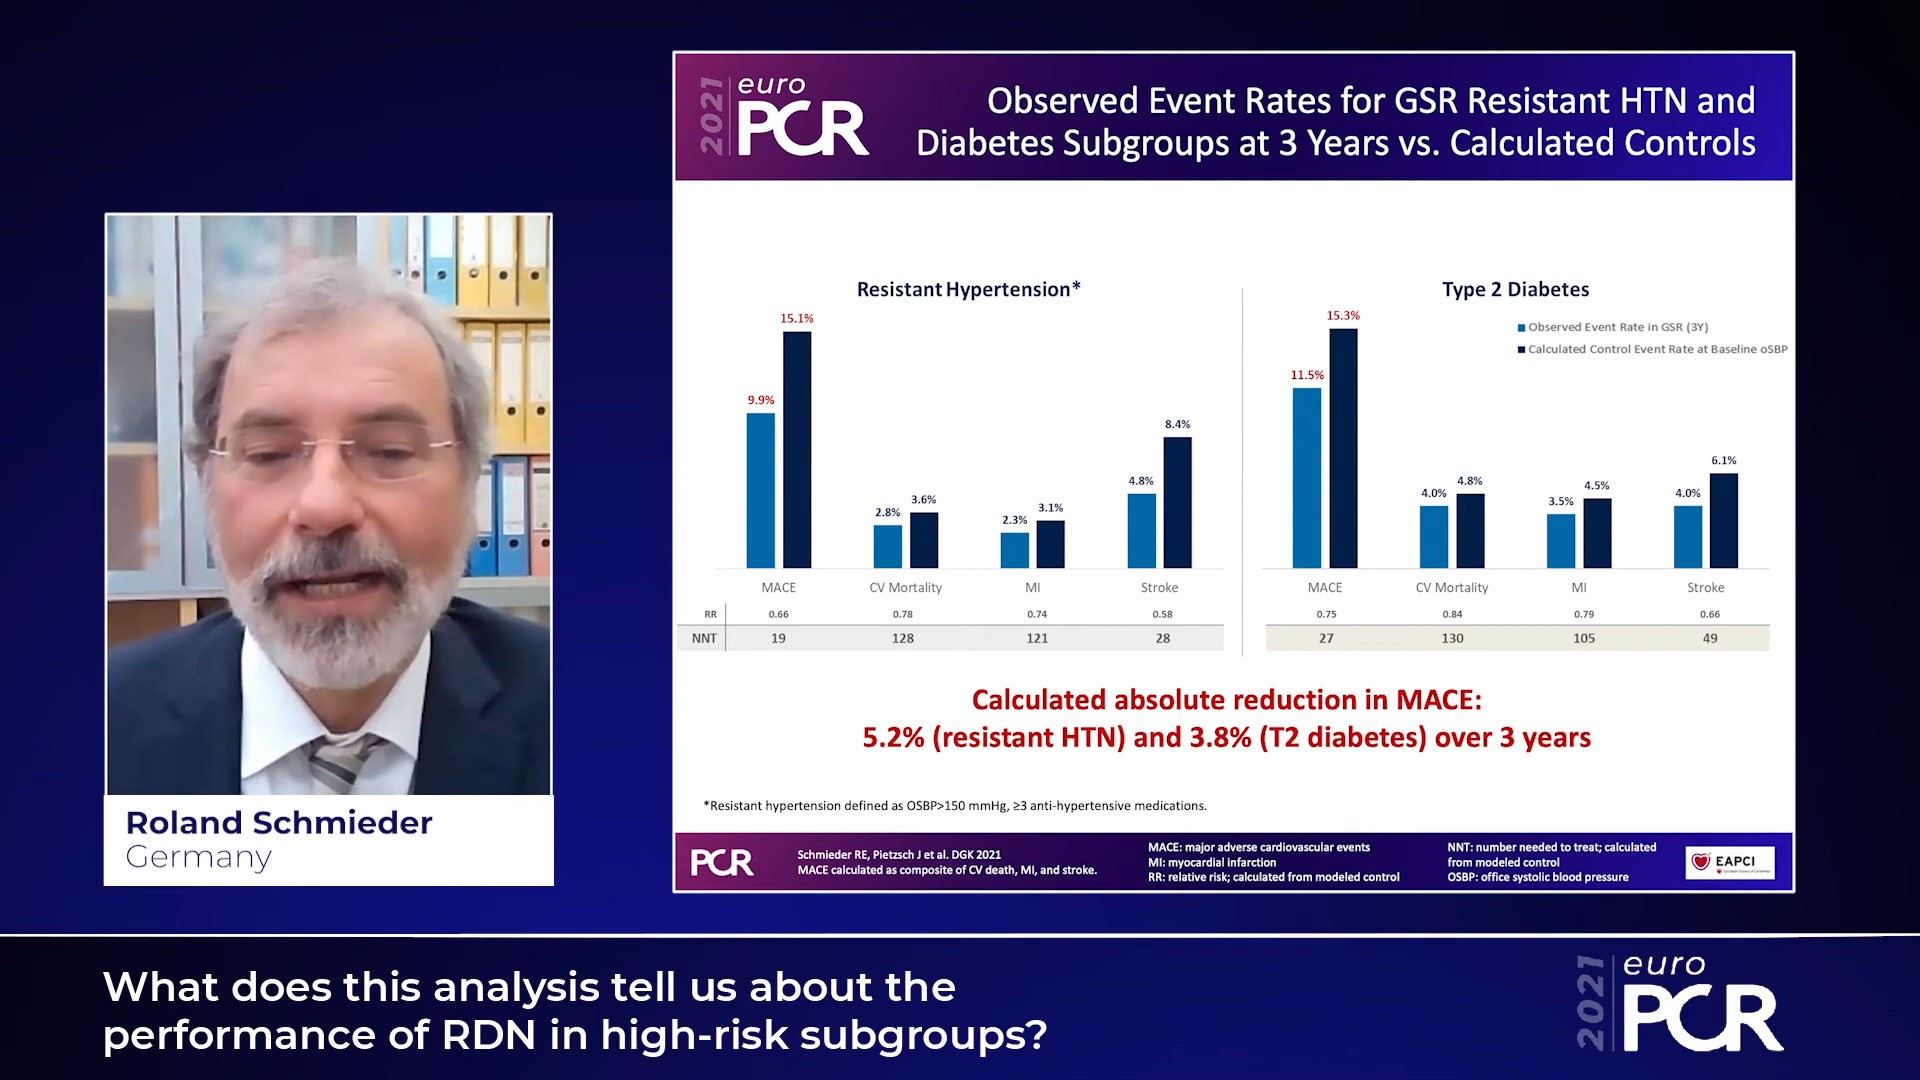 2021 euro
PCR
Observed Event Rates for GSR Resistant HTN and
Diabetes Subgroups at 3 Years vs. Calculated Controls
Resistant Hypertension*
15.1%
9.9%
2.8%
3.6%
2.3%
3.1%
4.8%
8.4%
MACE CV Mortality MI Stroke
RR 0.66 0.78 0.74 0.58
NNT 19 128 121 28
Type 2 Diabetes
Observed Event Rate in GSR (3Y)
Calculated Control Event Rate at Baseline oSBP
15.3%
11.5%
4.0%
4.8%
3.5%
4.5%
4.0%
6.1%
MACE CV Mortality MI Stroke
0.75 0.84 0.79 0.66
27 130 105 49
Calculated absolute reduction in MACE:
5.2% (resistant HTN) and 3.8% (T2 diabetes) over 3 years
*Resistant hypertension defined as OSBP>150 mmHg, ≥3 anti-hypertensive medications.
PCR
Schmieder RE, Pietzsch J et al. DGK 2021
MACE calculated as composite of CV death, MI, and stroke.
MACE: major adverse cardiovascular events
MI: myocardial infarction
RR: relative risk; calculated from modeled control
NNT: number needed to treat; calculated
from modeled control
OSBP: office systolic blood pressure
EAPCI
Roland Schmieder
Germany
What does this analysis tell us about the
performance of RDN in high-risk subgroups?
2021 euro
PCR